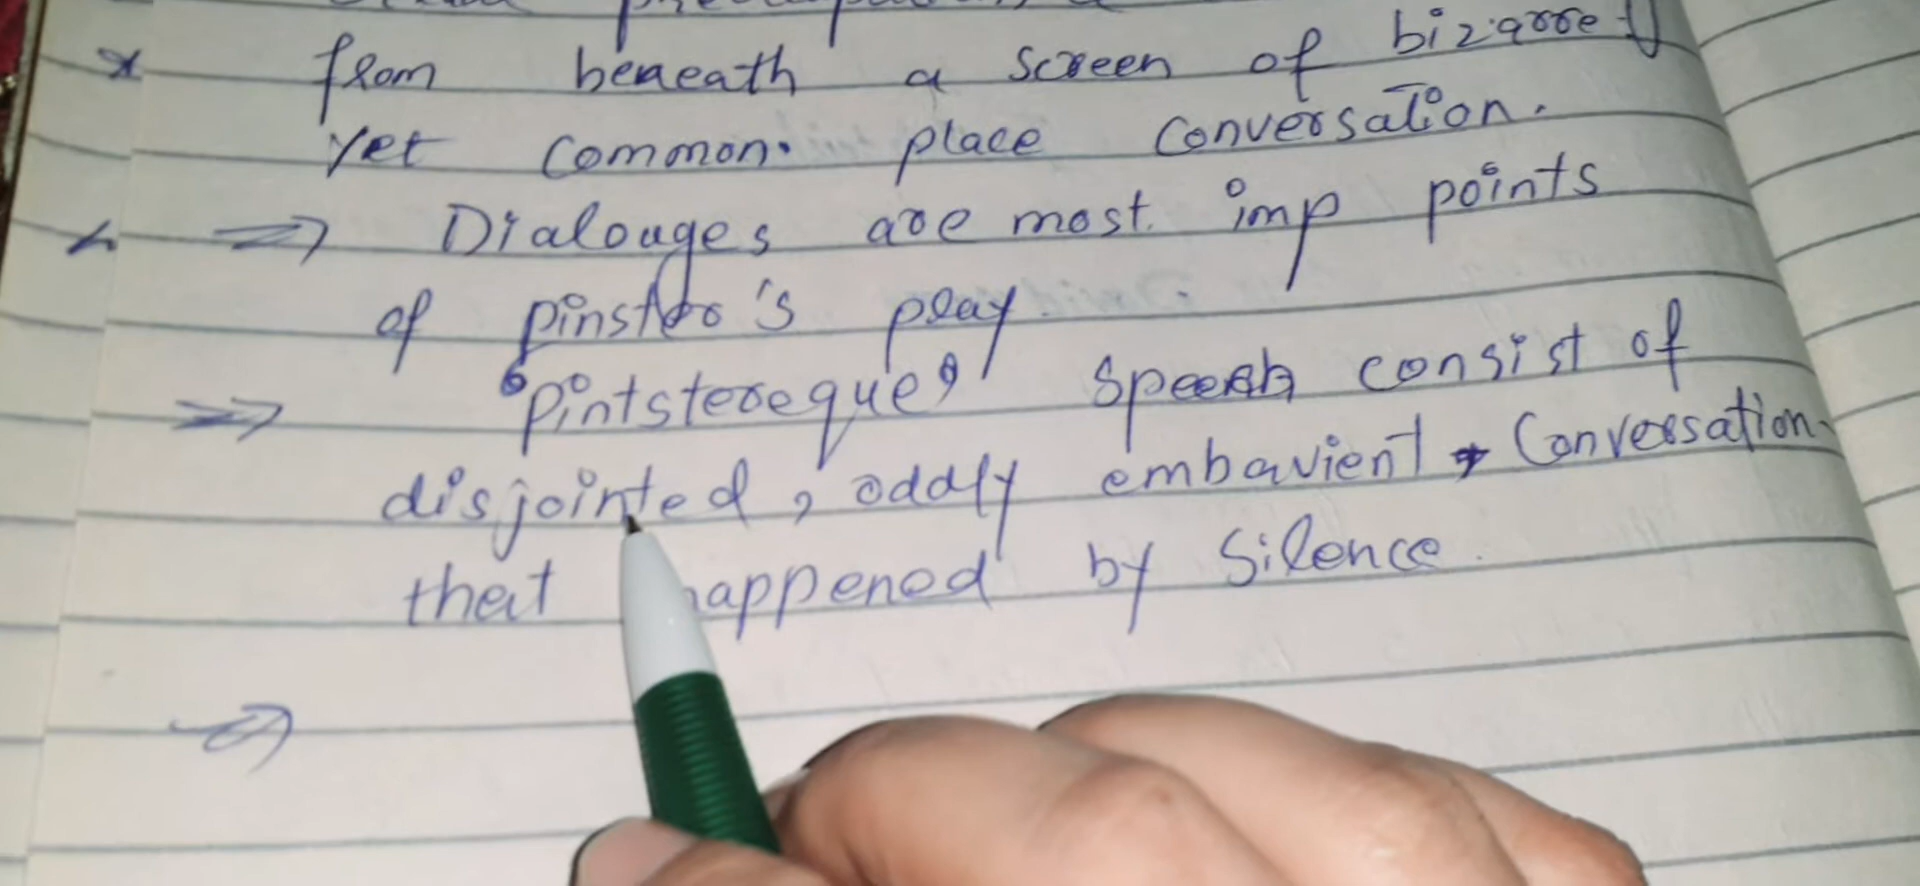 from beneath a screen of bizarre
yet common place conversation.
⇒ Dialouges are most imp points
of pinster's play
⇒ 'Pintstereque' speech consist of
disjointed, oddly embavient + Conversation
that happened by Silence.
⇒